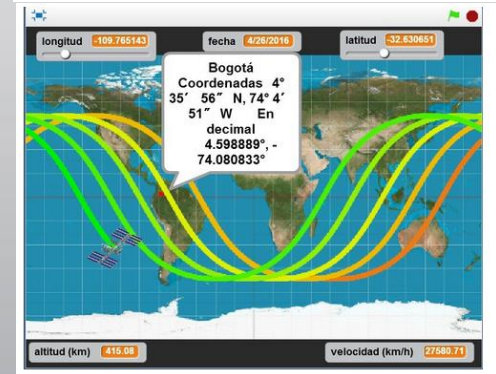 longitud -109.765143 fecha 4/26/2016 latitud -32.630651
Bogotá
Coordenadas 4°
35′ 56″ N, 74° 4′
51″ W En
decimal
4.598889°, -
74.080833°
altitud (km) 415.08 velocidad (km/h) 27580.71